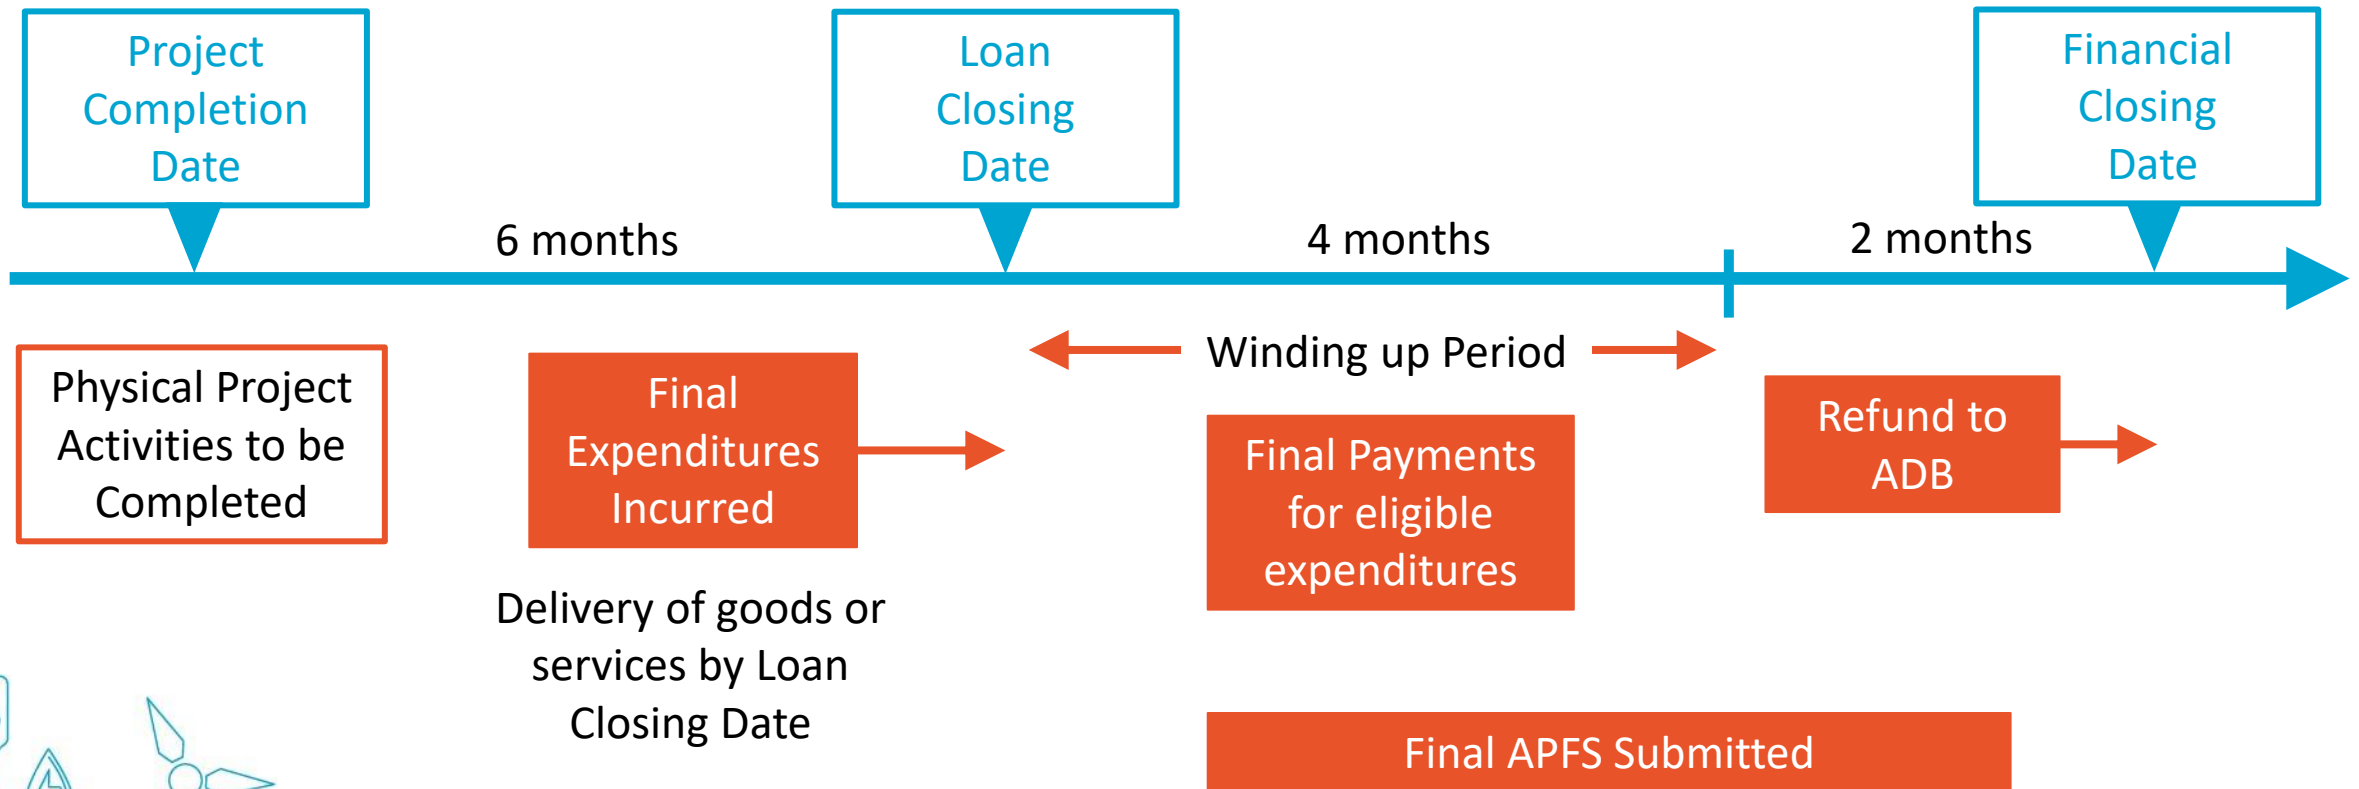 Project
Completion
Date
Loan
Closing
Date
Financial
Closing
Date
6 months
4 months
2 months
Physical Project
Activities to be
Completed
Final
Expenditures
Incurred
Delivery of goods or
services by Loan
Closing Date
Winding up Period
Final Payments
for eligible
expenditures
Refund to
ADB
Final APFS Submitted